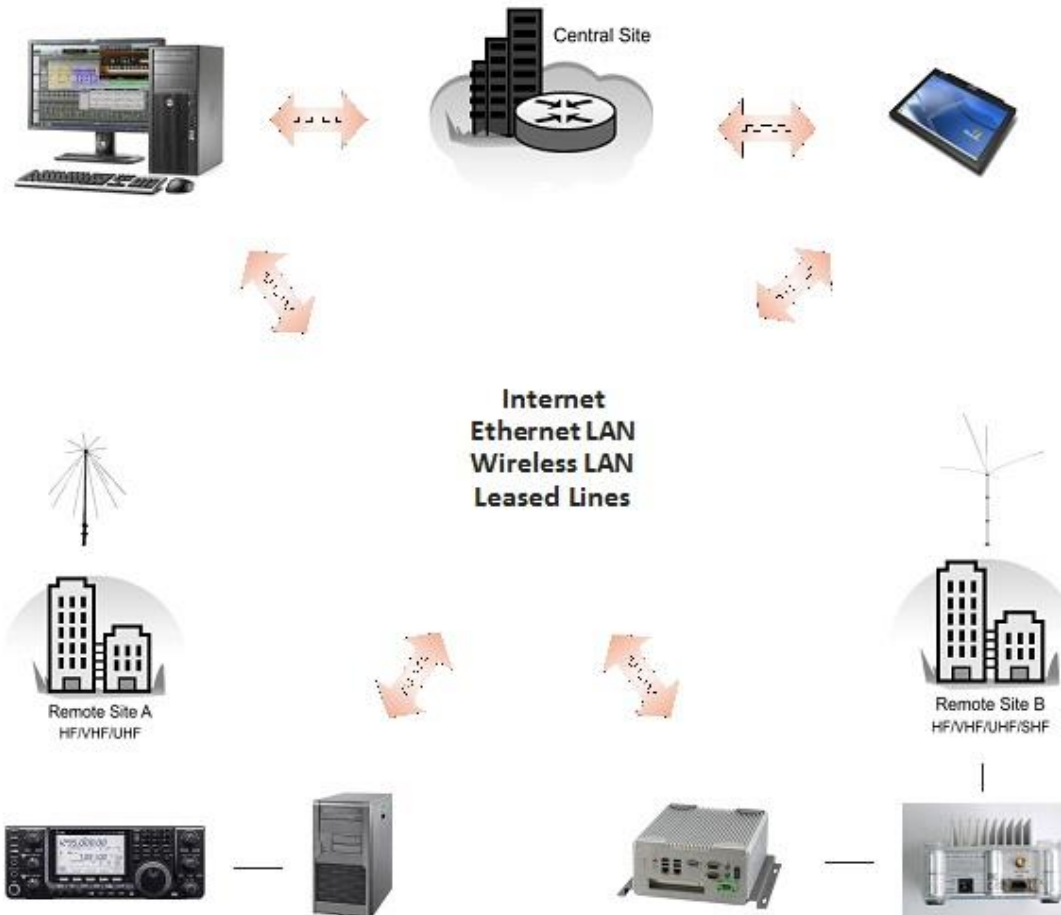 Central Site
Internet
Ethernet LAN
Wireless LAN
Leased Lines
Remote Site A
HF/VHF/UHF
Remote Site B
HF/VHF/UHF/SHF